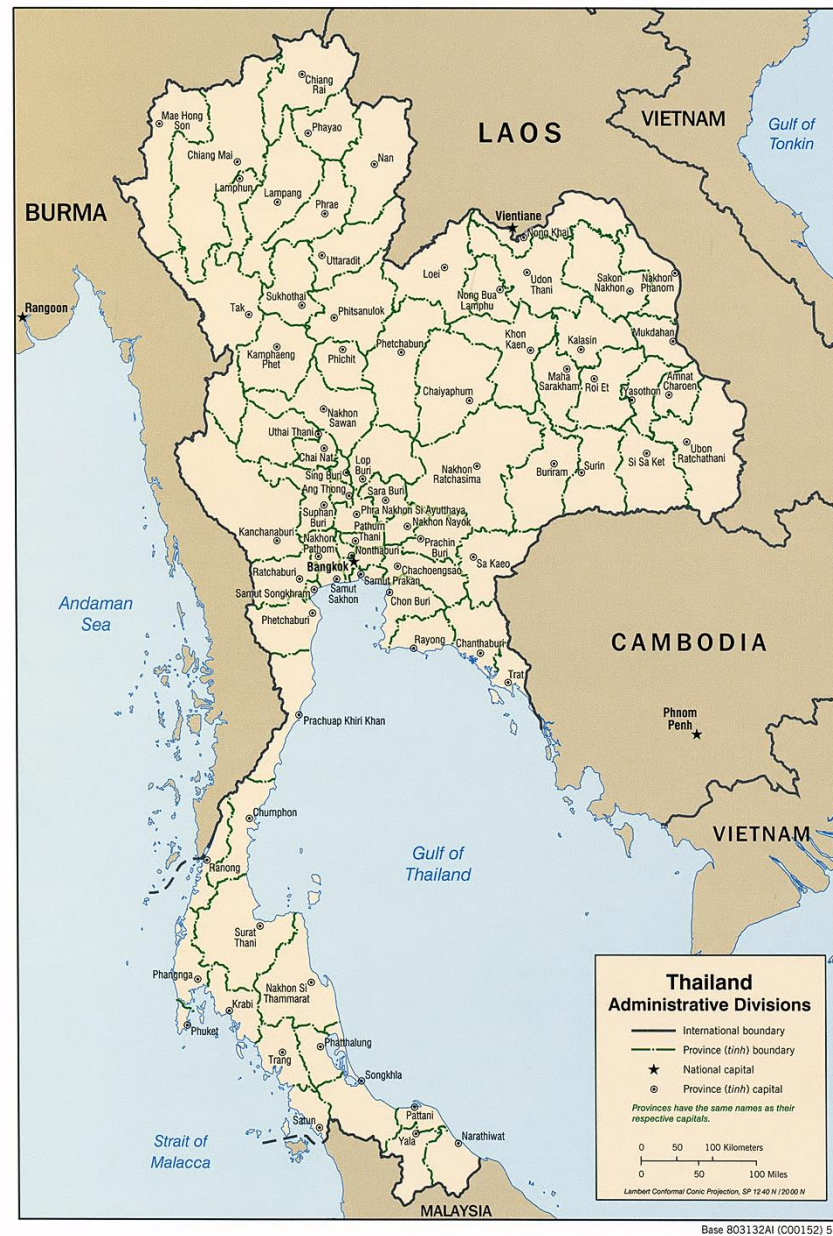 Chiang
Rai
Mae Hong
Son
Phayao
LAOS
VIETNAM
Gulf of
Tonkin
Chiang Mai
Nan
Lamphun
Lampang
Phrae
BURMA
Vientiane
Nong Khai
Uttaradit
Loei
Udon
Thani
Sakon
Nakhon
Nakhon
Phanom
Nong Bua
Lamphu
Rangoon
Tak
Sukhothai
Phitsanulok
Mukdahan
Kamphaeng
Phet
Phichit
Phetchabun
Khon
Kaen
Kalasin
Maha
Sarakham
Roi Et
Yasothon
Amnat
Charoen
Chaiyaphum
Nakhon
Sawan
Uthai Thani
Chai Nat
Lop
Buri
Nakhon
Ratchasima
Buriram
Surin
Si Sa Ket
Ubon
Ratchathani
Sing Buri
Ang Thong
Sara Buri
Suphan
Buri
Phra Nakhon Si Ayutthaya
Pathum
Thani
Nakhon Nayok
Kanchanaburi
Nakhon
Pathom
Nonthaburi
Prachin
Buri
Sa Kaeo
Bangkok
Chachoengsao
Ratchaburi
Samut Prakan
Samut Songkhram
Samut
Sakhon
Chon Buri
Phetchaburi
Andaman
Sea
Rayong
Chanthaburi
Trat
CAMBODIA
Phnom
Penh
Prachuap Khiri Khan
Chumphon
VIETNAM
Gulf of
Thailand
Ranong
Surat
Thani
Phangnga
Nakhon Si
Thammarat
Krabi
Phuket
Phatthalung
Trang
Songkhla
Satun
Pattani
Yala
Narathiwat
Strait of
Malacca
MALAYSIA
Thailand
Administrative Divisions
International boundary
Province (tinh) boundary
National capital
Province (tinh) capital
Provinces have the same names as their
respective capitals.
0 50 100 Kilometers
0 50 100 Miles
Lambert Conformal Conic Projection, SP 12 40 N / 20 00 N
Base 803132AI (C00152) 5